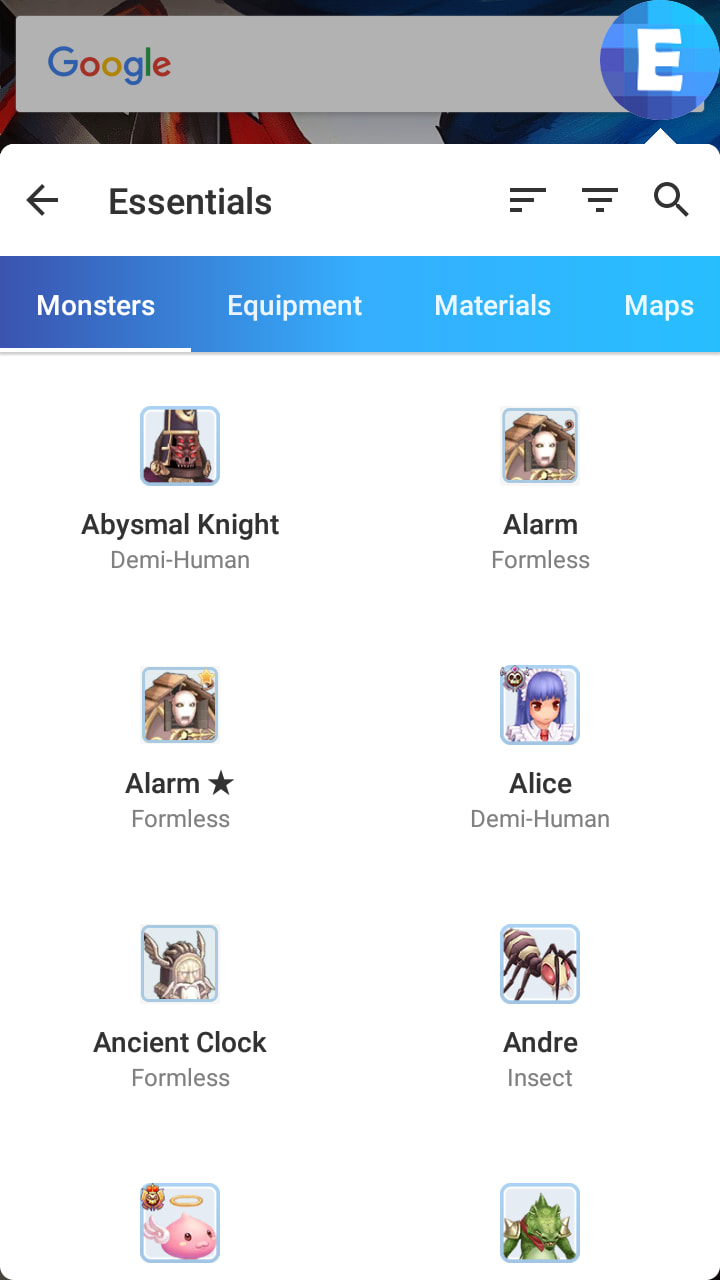 Google
E
Essentials
Monsters Equipment Materials Maps
Abysmal Knight Alarm
Demi-Human Formless
Alarm ★ Alice
Formless Demi-Human
Ancient Clock Andre
Formless Insect